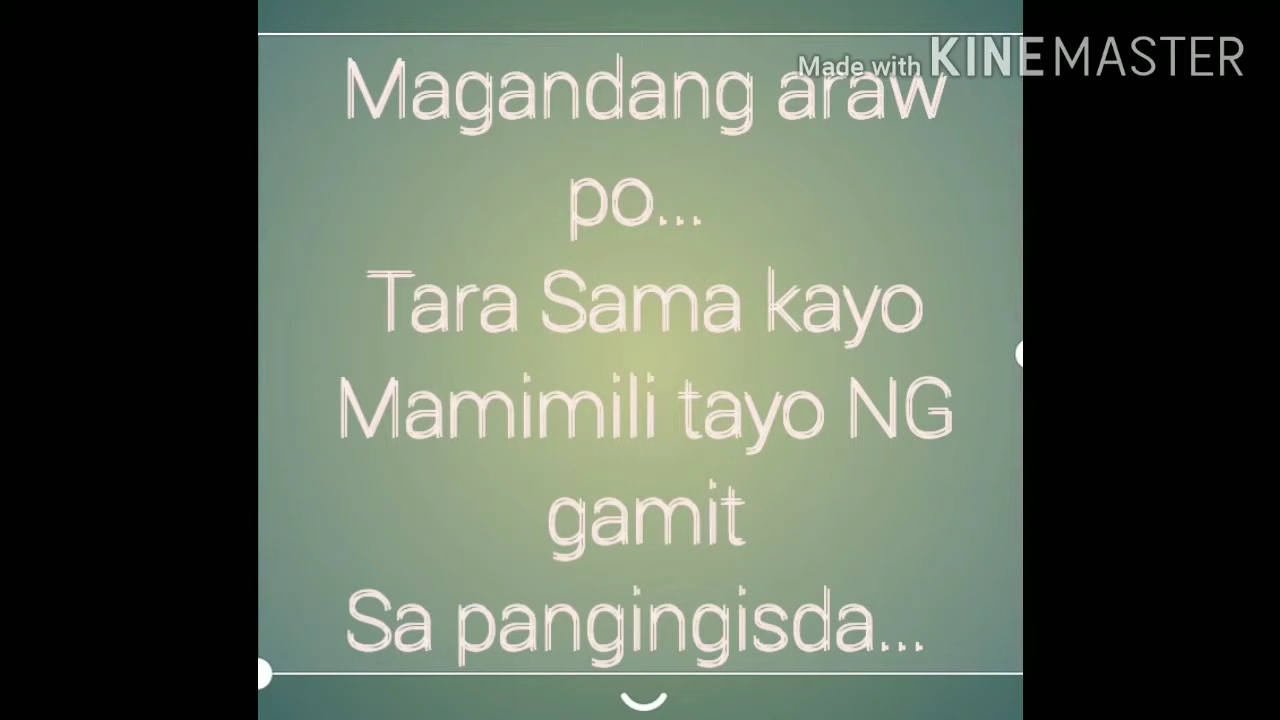 Made with KINEMASTER
Magandang araw
po...
Tara Sama kayo
Mamimili tayo NG
gamit
Sa pangingisda...